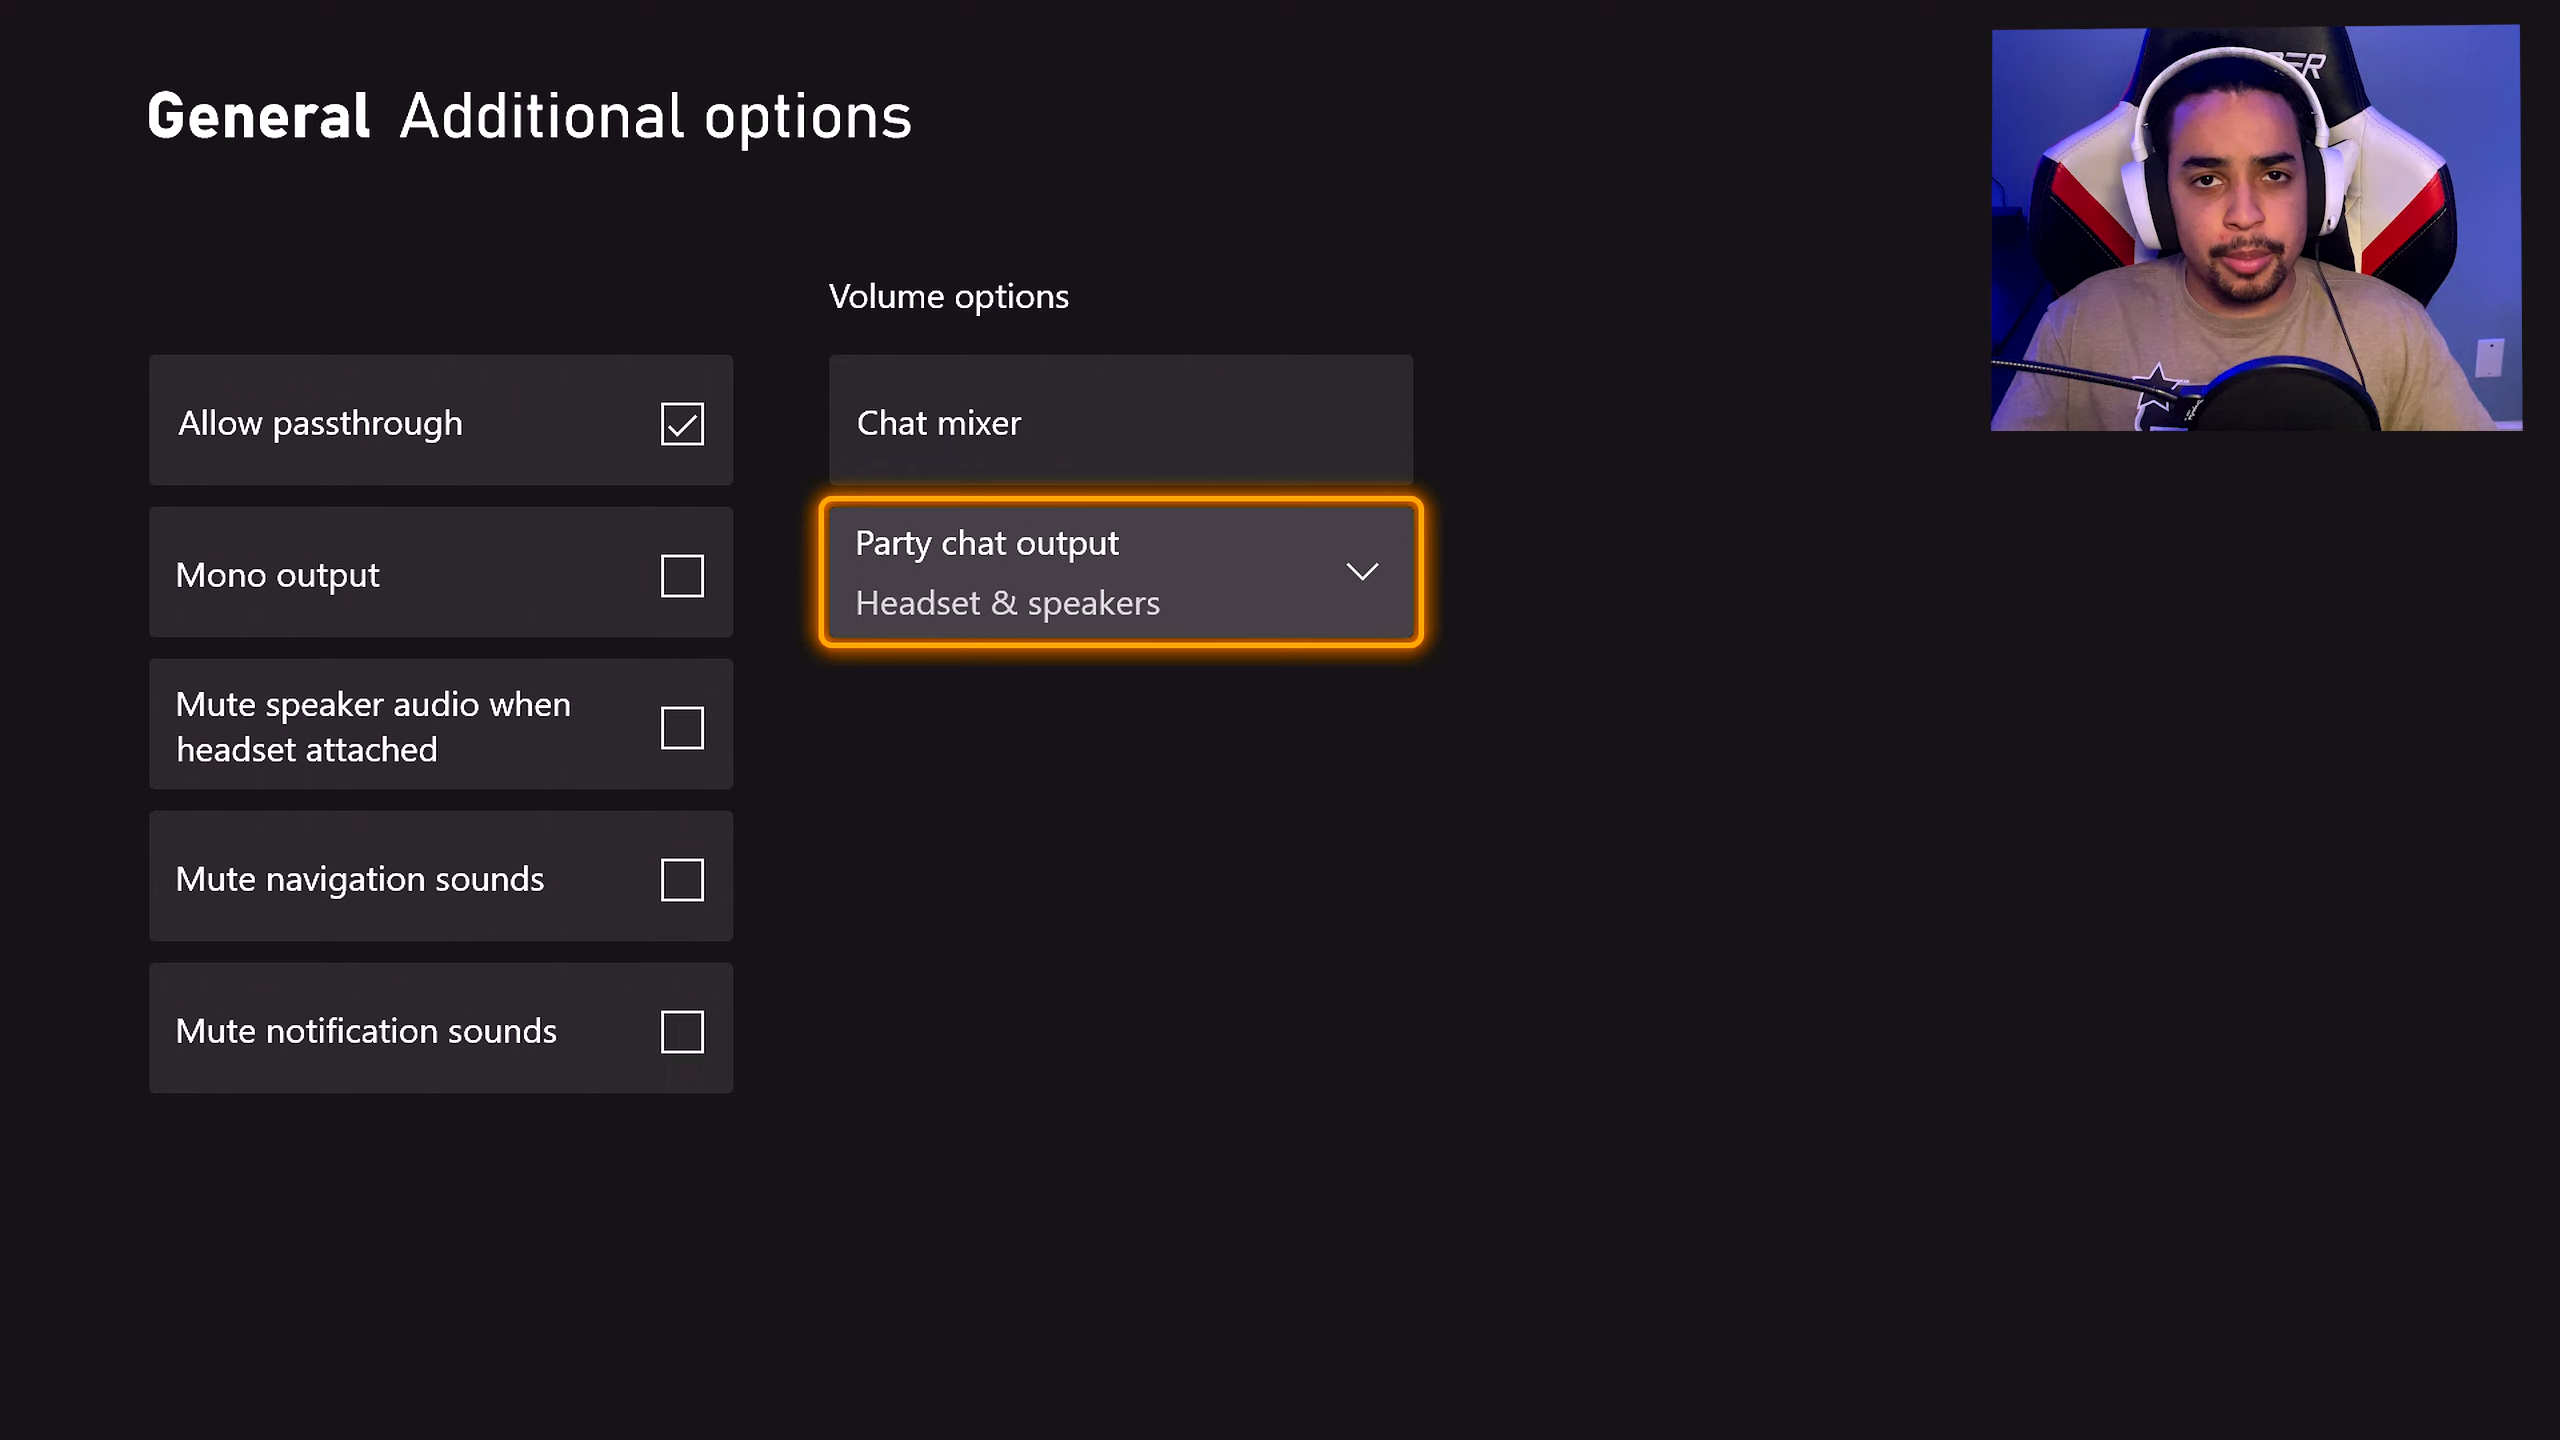 General Additional options
Allow passthrough
Mono output
Mute speaker audio when
headset attached
Mute navigation sounds
Mute notification sounds
Volume options
Chat mixer
Party chat output
Headset & speakers